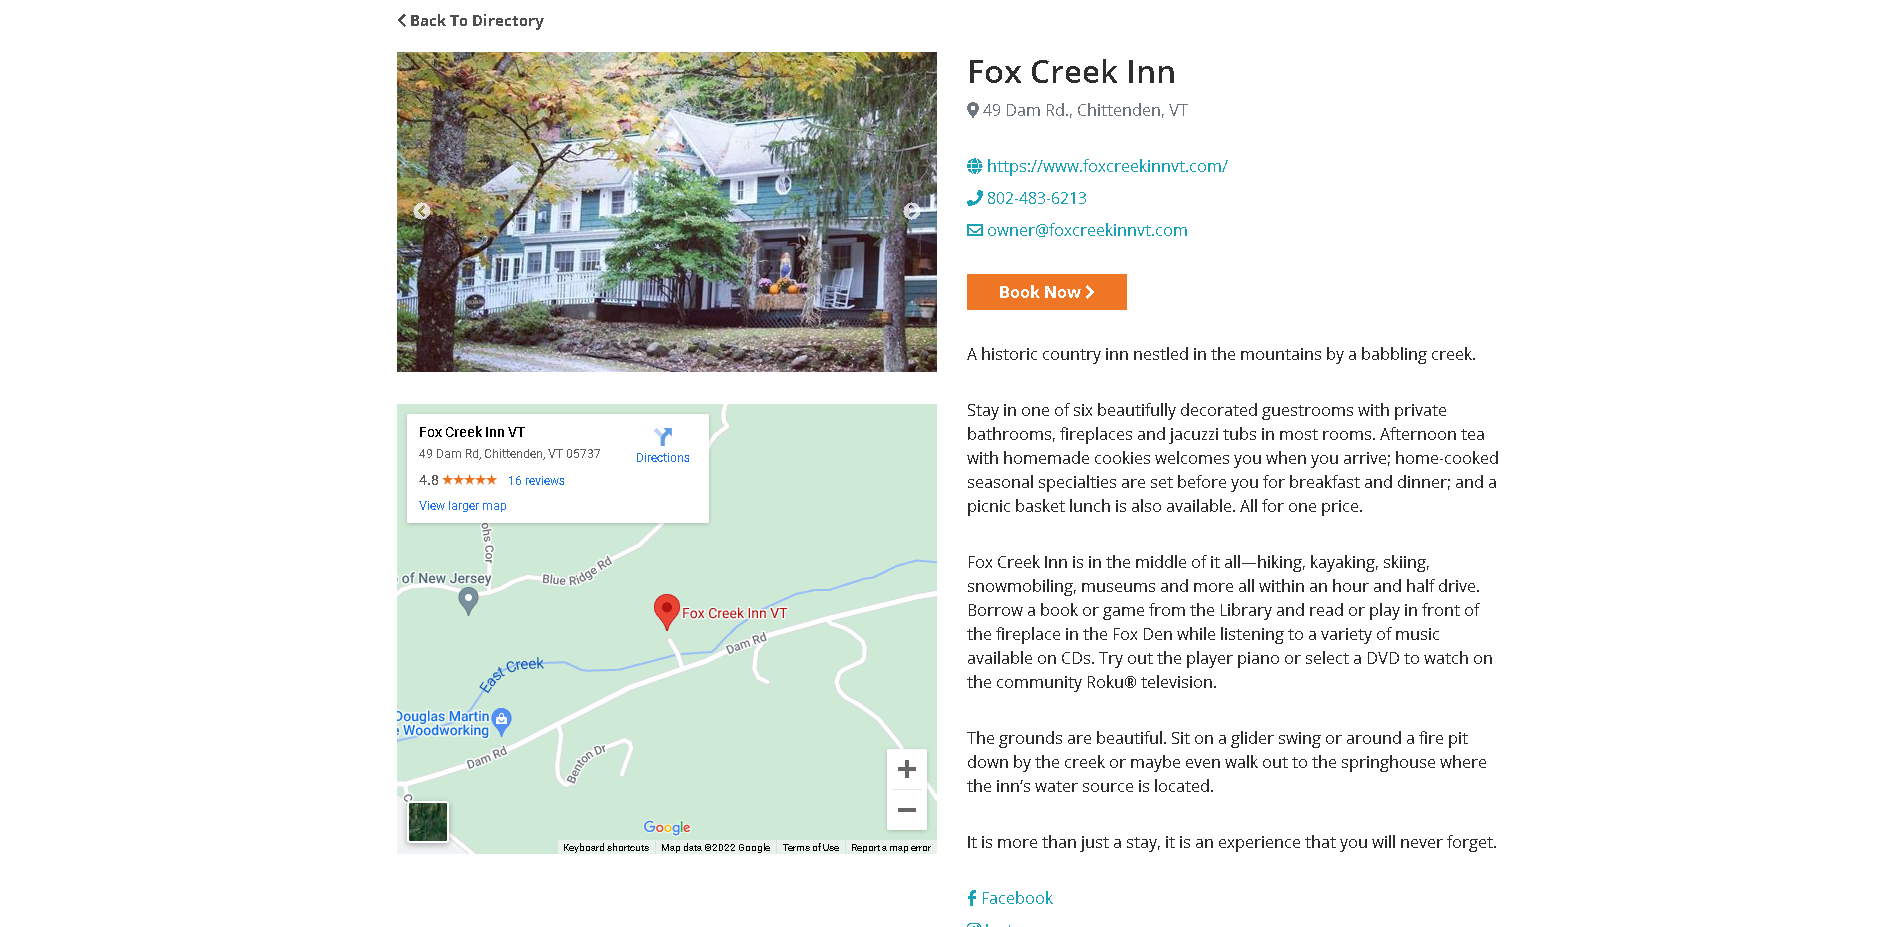 Back To Directory
Fox Creek Inn
49 Dam Rd., Chittenden, VT
https://www.foxcreekinnvt.com/
802-483-6213
owner@foxcreekinnvt.com
Book Now
A historic country inn nestled in the mountains by a babbling creek.
Stay in one of six beautifully decorated guestrooms with private
bathrooms, fireplaces and jacuzzi tubs in most rooms. Afternoon tea
with homemade cookies welcomes you when you arrive; home-cooked
seasonal specialties are set before you for breakfast and dinner; and a
picnic basket lunch is also available. All for one price.
Fox Creek Inn is in the middle of it all—hiking, kayaking, skiing,
snowmobiling, museums and more all within an hour and half drive.
Borrow a book or game from the Library and read or play in front of
the fireplace in the Fox Den while listening to a variety of music
available on CDs. Try out the player piano or select a DVD to watch on
the community Roku® television.
The grounds are beautiful. Sit on a glider swing or around a fire pit
down by the creek or maybe even walk out to the springhouse where
the inn's water source is located.
It is more than just a stay, it is an experience that you will never forget.
Facebook
Fox Creek Inn VT
49 Dam Rd, Chittenden, VT 05737
Directions
4.8
16 reviews
View larger map
ohs Cor
of New Jersey
Blue Ridge Rd
Fox Creek Inn VT
Dam Rd
East Creek
Douglas Martin
e Woodworking
Dam Rd
Benton Dr
Google
Keyboard shortcuts
Map data ©2022 Google
Terms of Use
Report a map error